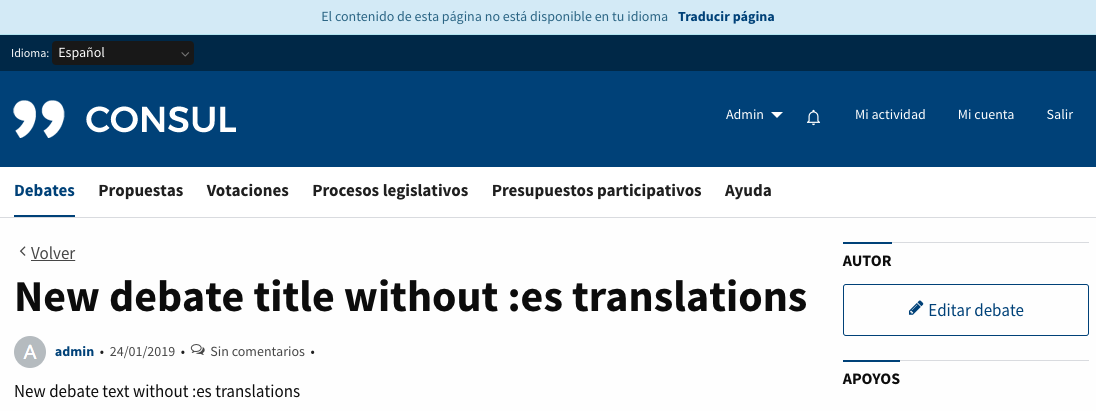 El contenido de esta página no está disponible en tu idioma Traducir página
Idioma: Español
CONSUL
Admin Mi actividad Mi cuenta Salir
Debates Propuestas Votaciones Procesos legislativos Presupuestos participativos Ayuda
Volver
New debate title without :es translations
A admin • 24/01/2019 • Sin comentarios •
New debate text without :es translations
AUTOR
Editar debate
APOYOS